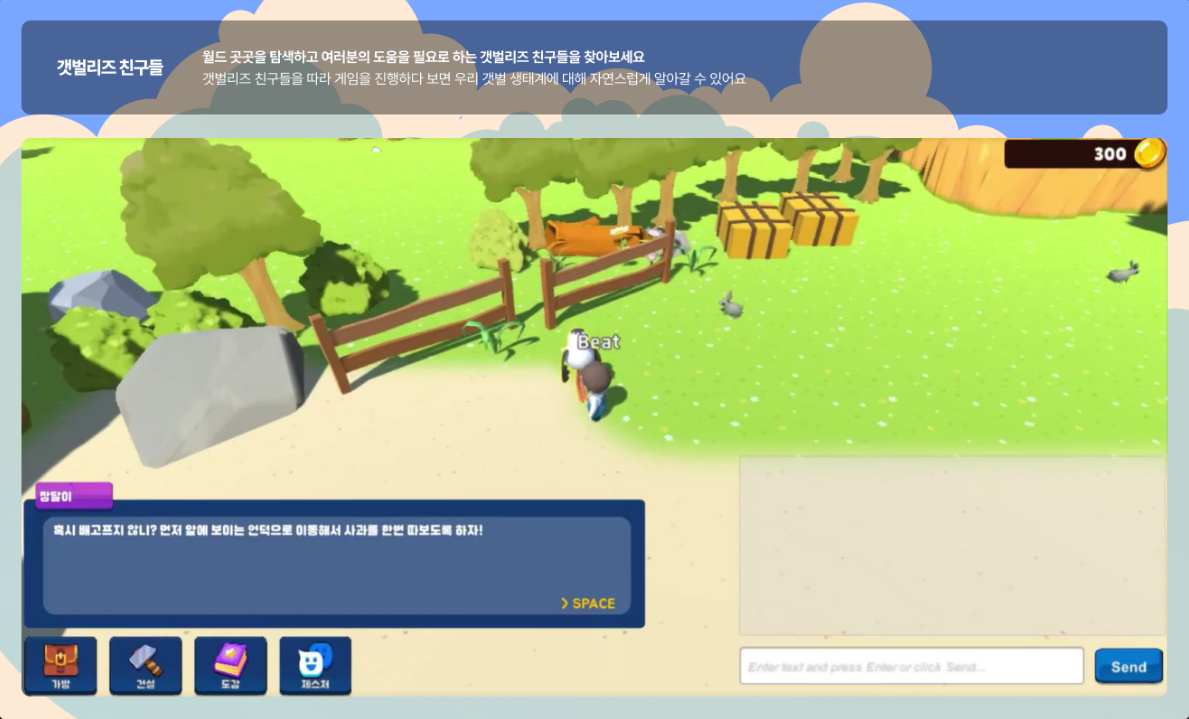 갯벌리즈 친구들
월드 곳곳을 탐색하고 여러분의 도움을 필요로 하는 갯벌리즈 친구들을 찾아보세요
갯벌리즈 친구들을 따라 게임을 진행하다 보면 우리 갯벌 생태계에 대해 자연스럽게 알아갈 수 있어요
300
Beat
짱탈이
혹시 배고프지 않니? 먼저 앞에 보이는 언덕으로 이동해서 사과를 한번 따보도록 하자!
> SPACE
가방
건설
도감
제스처
Enter text and press Enter or click Send...
Send